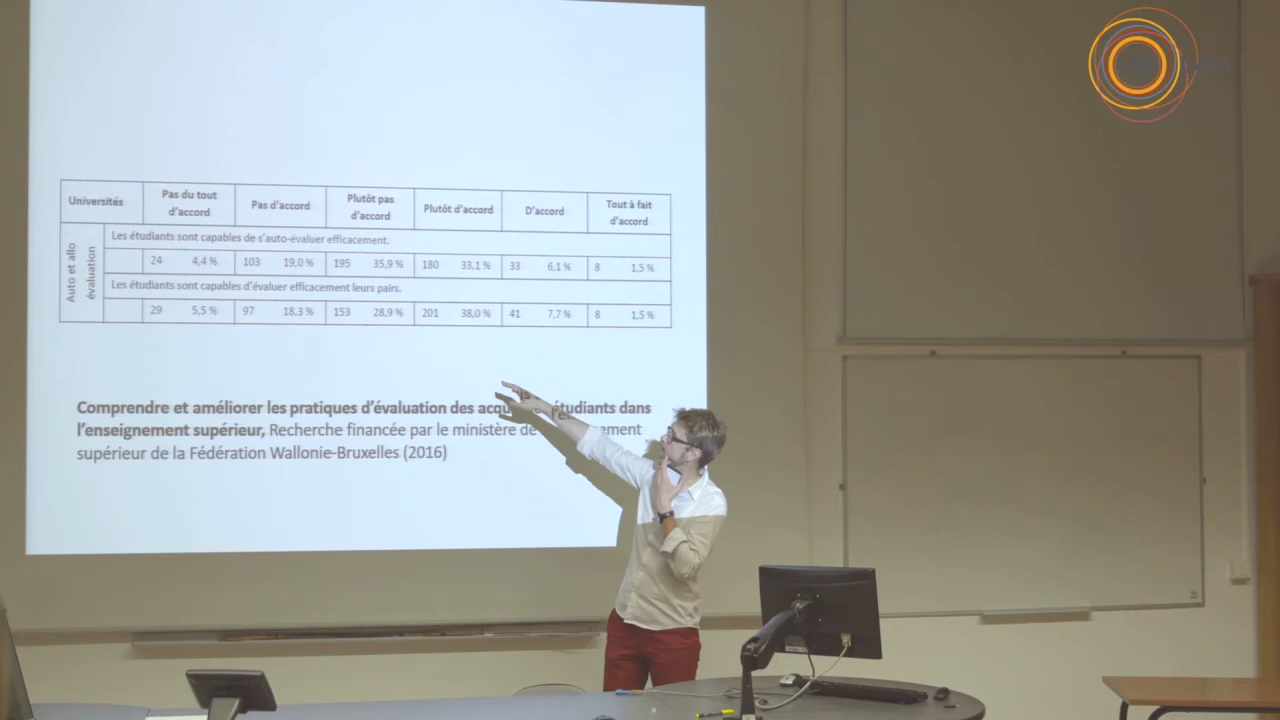 Universités Pas du tout d'accord Pas d'accord Plutôt pas d'accord Plutôt d'accord D'accord Tout à fait d'accord
Auto et allo évaluation
Les étudiants sont capables de s'auto-évaluer efficacement.
24 4,4 % 103 19,0 % 195 35,9 % 180 33,1 % 33 6,1 % 8 1,5 %
Les étudiants sont capables d'évaluer efficacement leurs pairs.
29 5,5 % 97 18,3 % 153 28,9 % 201 38,0 % 41 7,7 % 8 1,5 %
Comprendre et améliorer les pratiques d'évaluation des étudiants dans
l'enseignement supérieur, Recherche financée par le ministère de
supérieur de la Fédération Wallonie-Bruxelles (2016)